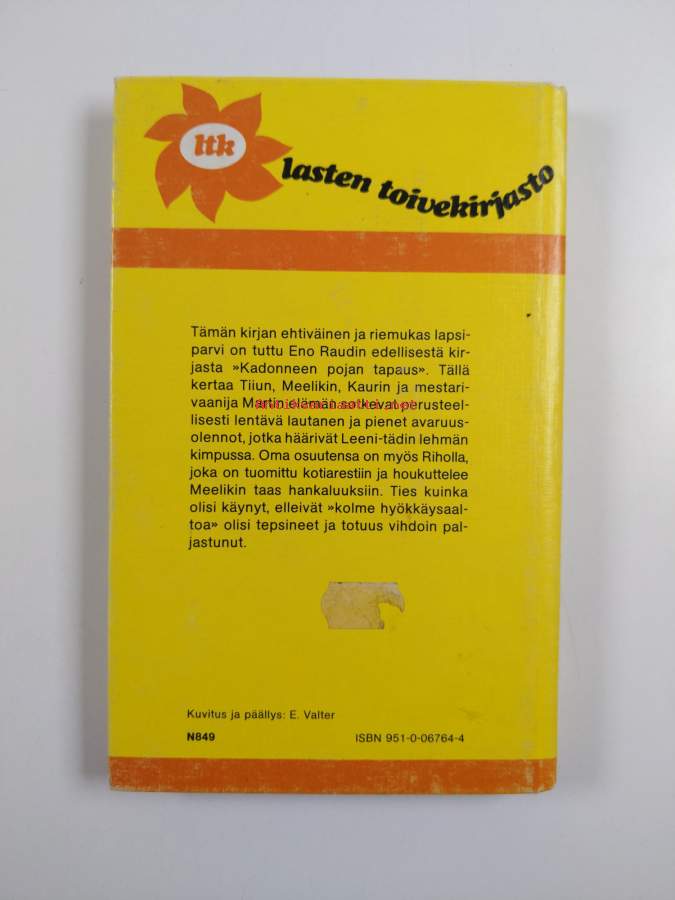 ltk
lasten toivekirjasto
Tämän kirjan ehtiväinen ja riemukas lapsi-
parvi on tuttu Eno Raudin edellisestä kir-
jasta »Kadonneen pojan tapaus». Tällä
kertaa Tiiun, Meelikin, Kaurin ja mestari-
vaanija Martin elämän sotkevat perusteel-
lisesti lentävä lautanen ja pienet avaruus-
olennot, jotka häärivät Leeni-tädin lehmän
kimpussa. Oma osuutensa on myös Riholla,
joka on tuomittu kotiarestiin ja houkuttelee
Meelikin taas hankaluuksiin. Ties kuinka
olisi käynyt, elleivät »kolme hyökkäysaal-
toa» olisi tepsineet ja totuus vihdoin pal-
jastunut.
Kuvitus ja päällys: E. Valter
N849 ISBN 951-0-06764-4